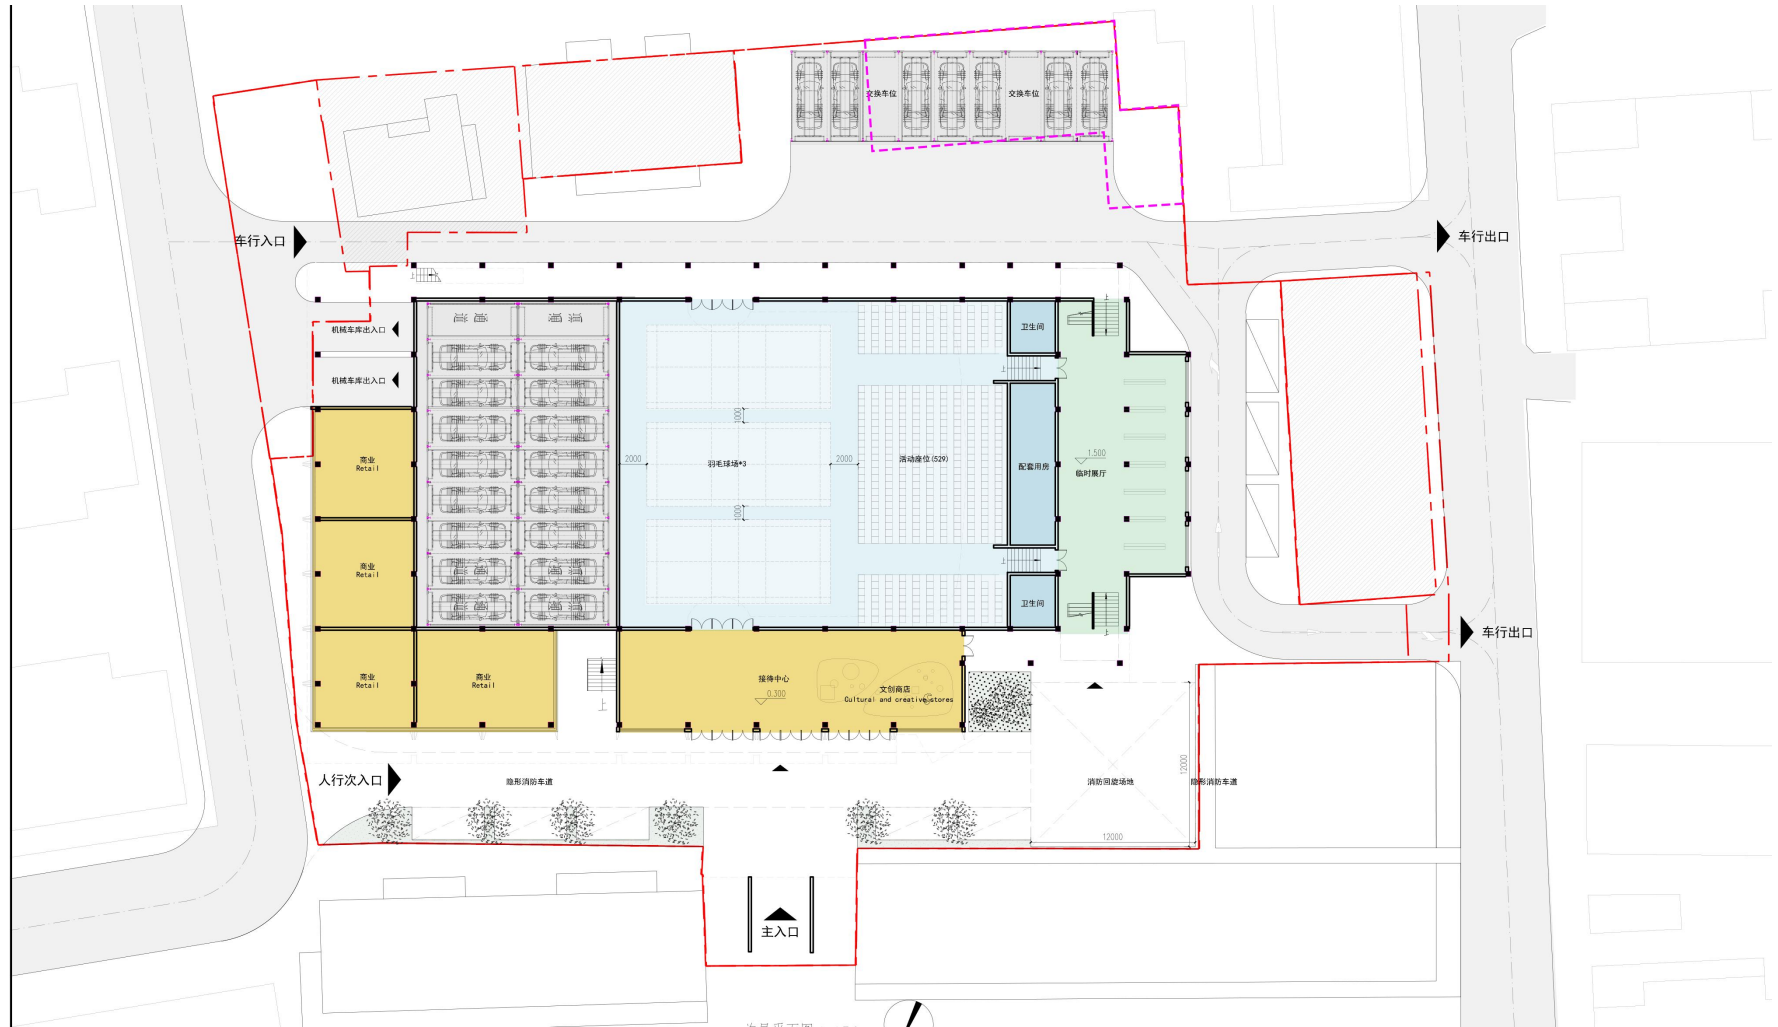 交换车位
交换车位
车行入口
车行出口
上
上
机械车库出入口
卫生间
机械车库出入口
上
1000
商业
Retail
2000
羽毛球场*3
2000
活动座位(529)
配套用房
1.500
临时展厅
1000
商业
Retail
上
卫生间
上
车行出口
商业
Retail
商业
Retail
上
接待中心
0.300
文创商店
Cultural and creative stores
人行次入口
隐形消防车道
消防回旋场地
12000
隐形消防车道
12000
主入口